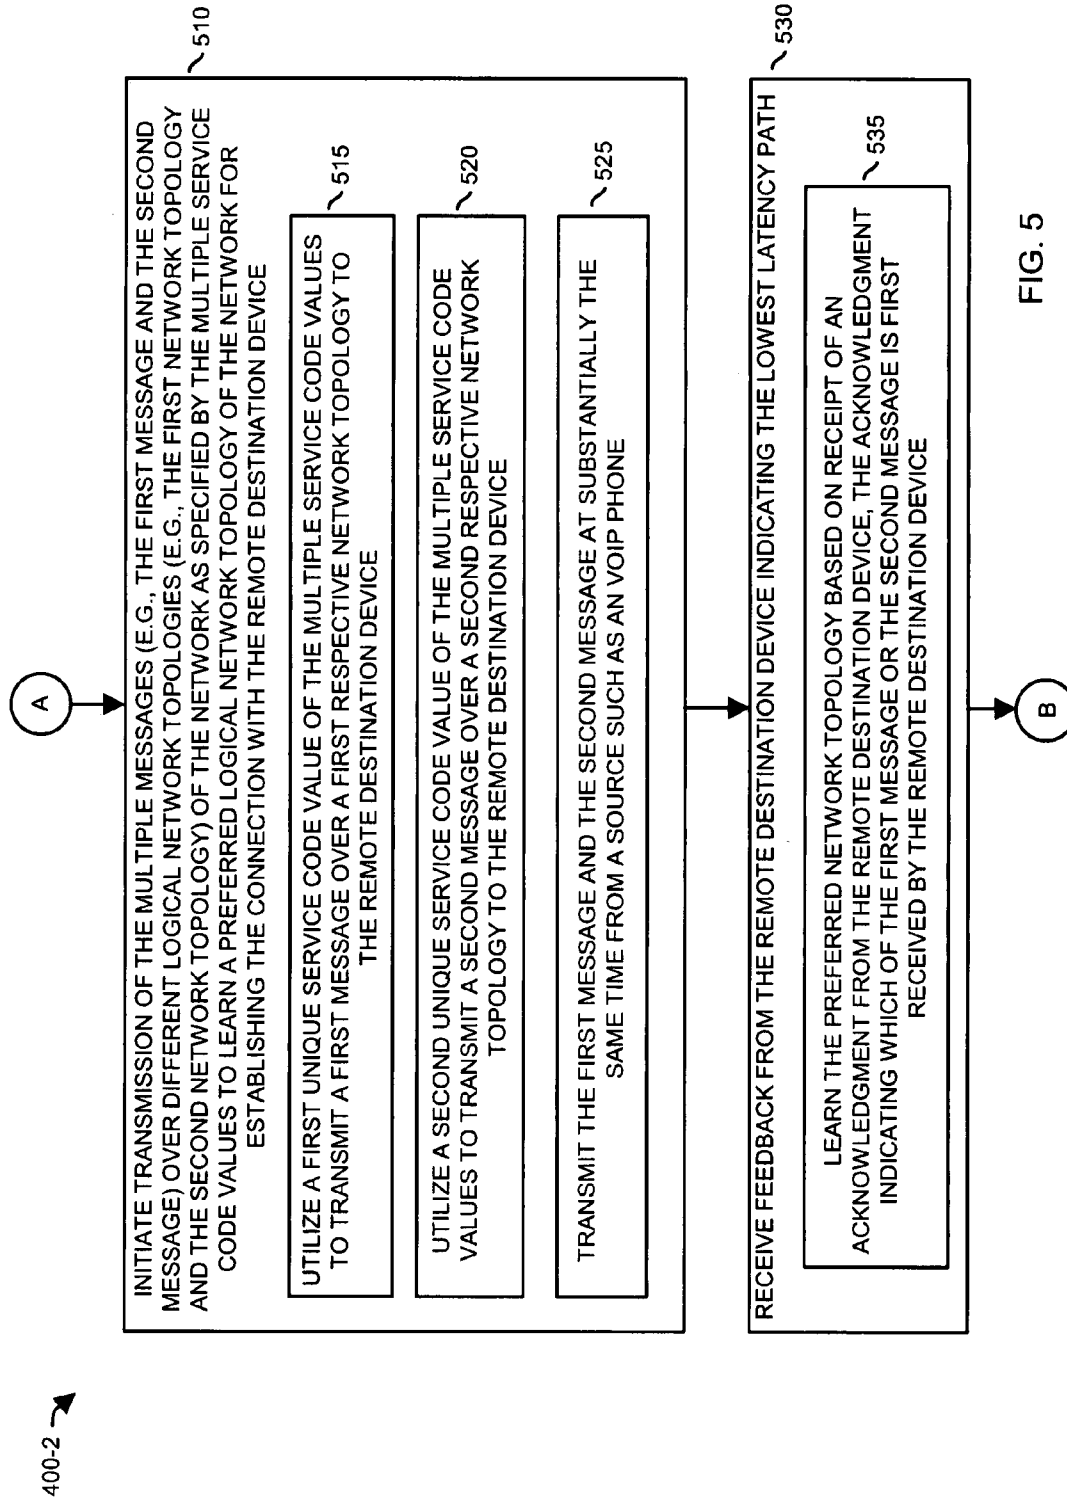 400-2
A
510
INITIATE TRANSMISSION OF THE MULTIPLE MESSAGES (E.G., THE FIRST MESSAGE AND THE SECOND
MESSAGE) OVER DIFFERENT LOGICAL NETWORK TOPOLOGIES (E.G., THE FIRST NETWORK TOPOLOGY
AND THE SECOND NETWORK TOPOLOGY) OF THE NETWORK AS SPECIFIED BY THE MULTIPLE SERVICE
CODE VALUES TO LEARN A PREFERRED LOGICAL NETWORK TOPOLOGY OF THE NETWORK FOR
ESTABLISHING THE CONNECTION WITH THE REMOTE DESTINATION DEVICE
515
UTILIZE A FIRST UNIQUE SERVICE CODE VALUE OF THE MULTIPLE SERVICE CODE VALUES
TO TRANSMIT A FIRST MESSAGE OVER A FIRST RESPECTIVE NETWORK TOPOLOGY TO
THE REMOTE DESTINATION DEVICE
520
UTILIZE A SECOND UNIQUE SERVICE CODE VALUE OF THE MULTIPLE SERVICE CODE
VALUES TO TRANSMIT A SECOND MESSAGE OVER A SECOND RESPECTIVE NETWORK
TOPOLOGY TO THE REMOTE DESTINATION DEVICE
525
TRANSMIT THE FIRST MESSAGE AND THE SECOND MESSAGE AT SUBSTANTIALLY THE
SAME TIME FROM A SOURCE SUCH AS AN VOIP PHONE
530
RECEIVE FEEDBACK FROM THE REMOTE DESTINATION DEVICE INDICATING THE LOWEST LATENCY PATH
535
LEARN THE PREFERRED NETWORK TOPOLOGY BASED ON RECEIPT OF AN
ACKNOWLEDGMENT FROM THE REMOTE DESTINATION DEVICE, THE ACKNOWLEDGMENT
INDICATING WHICH OF THE FIRST MESSAGE OR THE SECOND MESSAGE IS FIRST
RECEIVED BY THE REMOTE DESTINATION DEVICE
B
FIG. 5